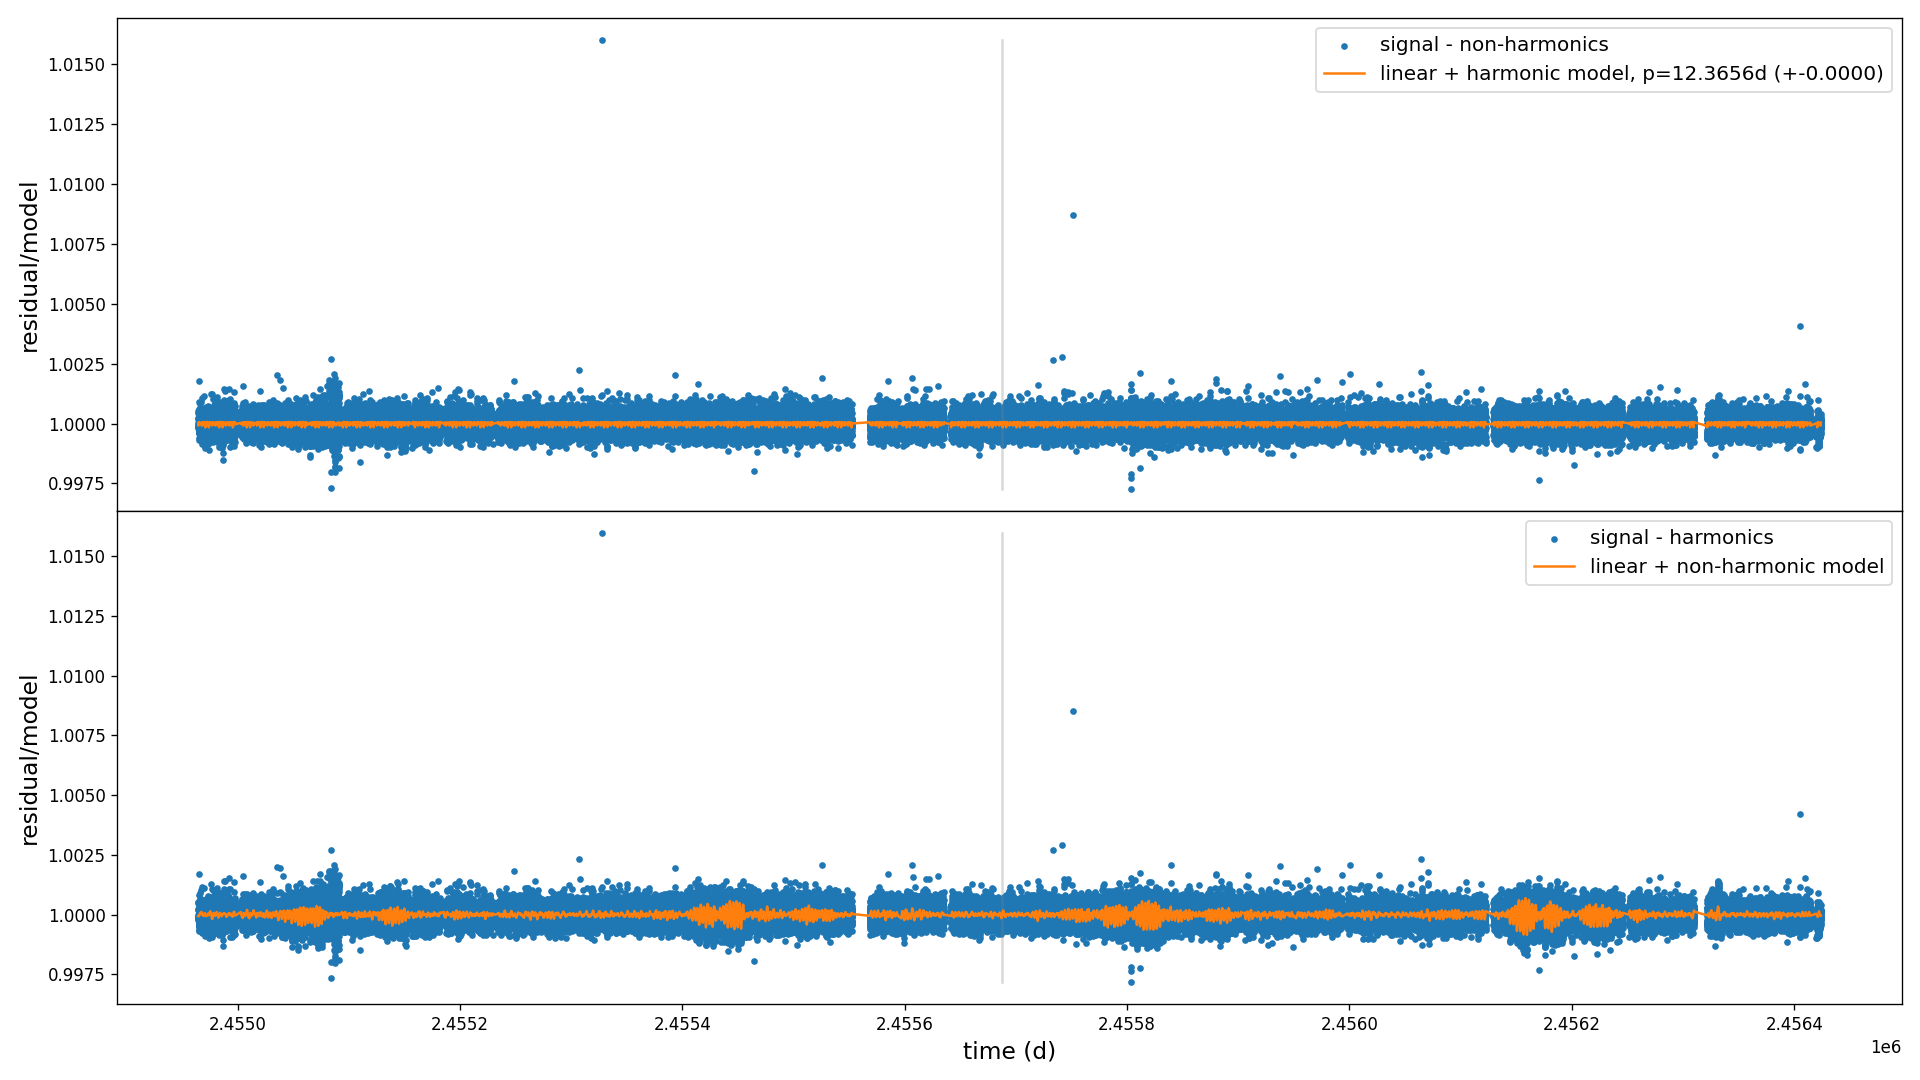 signal - non-harmonics
linear + harmonic model, p=12.3656d (+-0.0000)
1.0150
1.0125
1.0100
1.0075
1.0050
1.0025
1.0000
0.9975
residual/model
signal - harmonics
linear + non-harmonic model
1.0150
1.0125
1.0100
1.0075
1.0050
1.0025
1.0000
0.9975
residual/model
2.4550 2.4552 2.4554 2.4556 2.4558 2.4560 2.4562 2.4564
1e6
time (d)